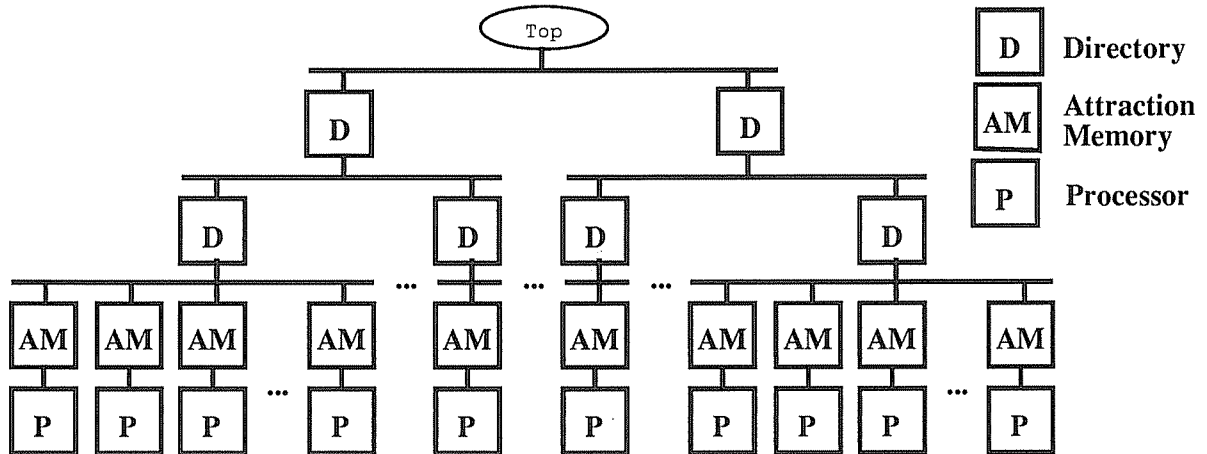 Top
D Directory
D D
AM Attraction
Memory
D D D D
P Processor
... ... ...
AM AM AM AM AM AM AM AM AM AM
... ...
P P P P P P P P P P